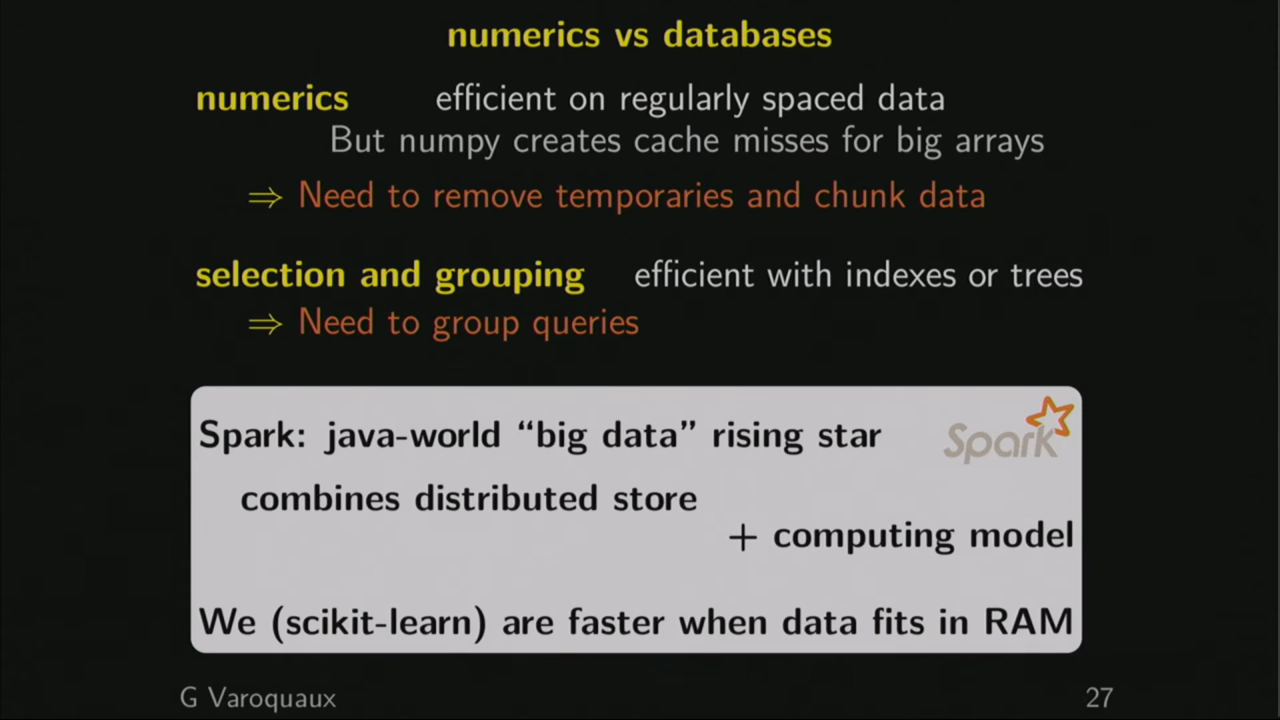 numerics vs databases
numerics efficient on regularly spaced data
But numpy creates cache misses for big arrays
⇒ Need to remove temporaries and chunk data
selection and grouping efficient with indexes or trees
⇒ Need to group queries
Spark: java-world “big data” rising star
Spark
combines distributed store
+ computing model
We (scikit-learn) are faster when data fits in RAM
G Varoquaux 27